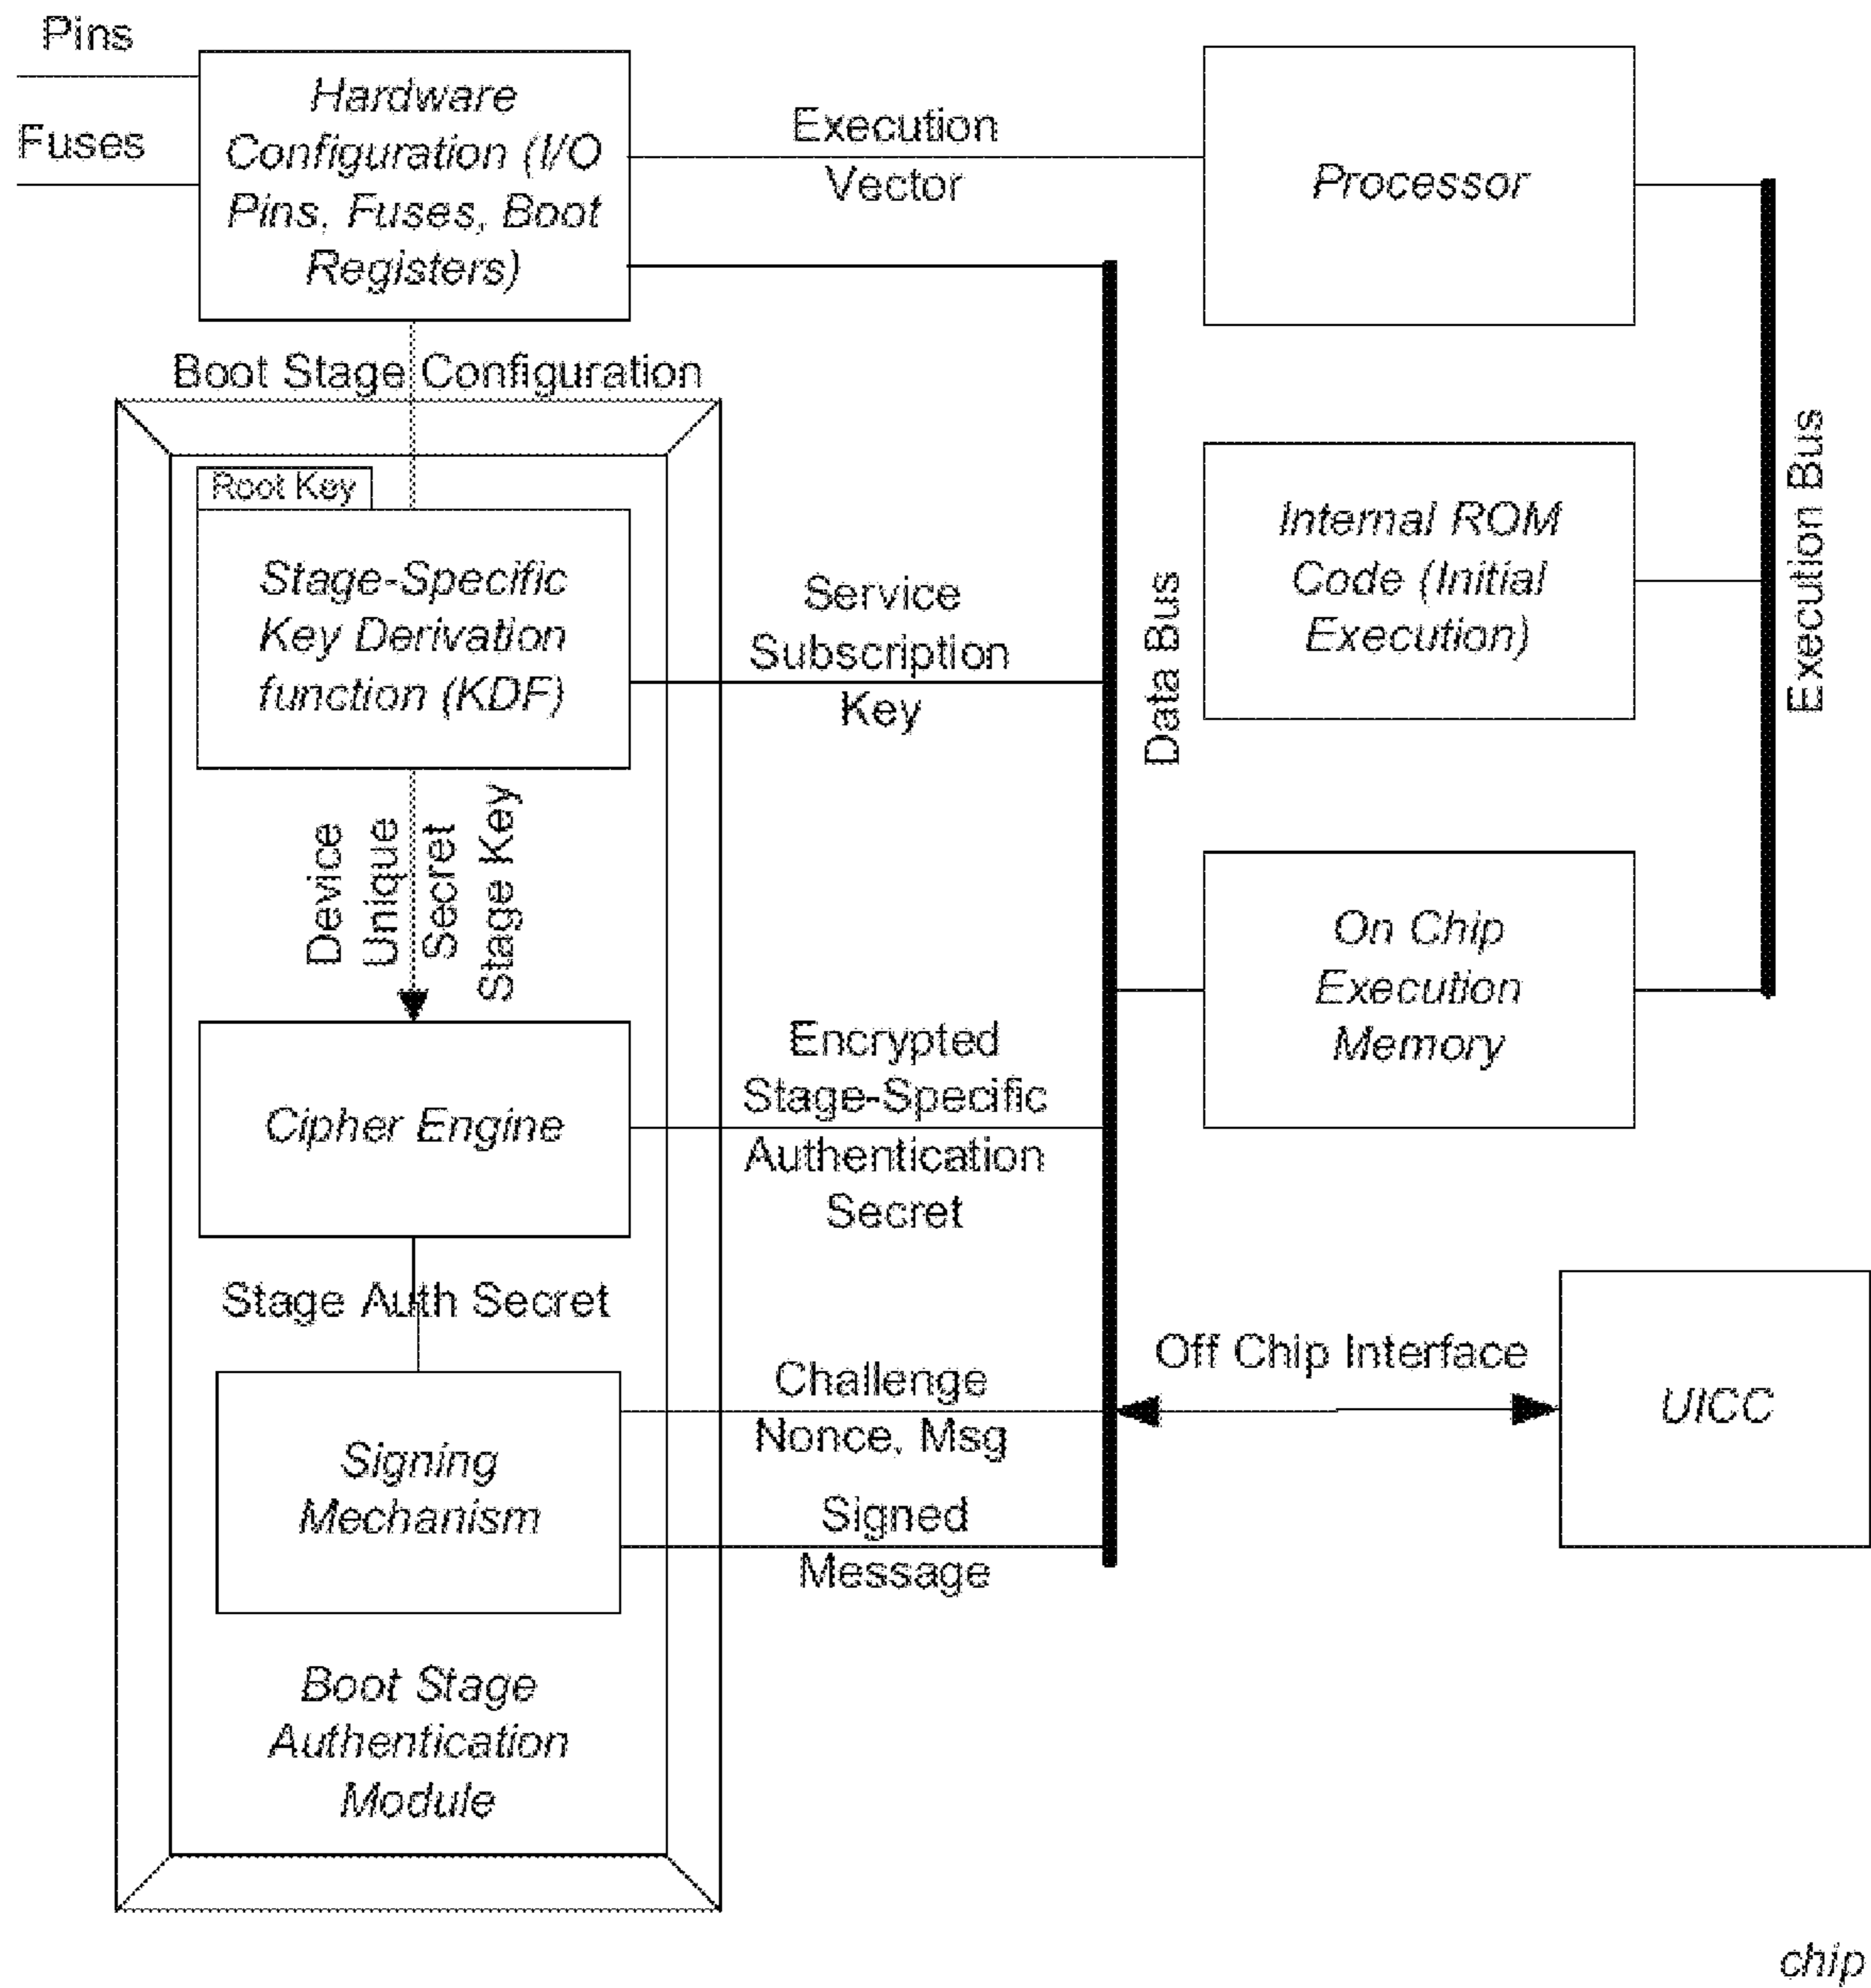 Pins
Fuses
Hardware
Configuration (I/O
Pins, Fuses, Boot
Registers)
Execution
Vector
Processor
Boot Stage Configuration
Root Key
Stage-Specific
Key Derivation
function (KDF)
Service
Subscription
Key
Data Bus
Internal ROM
Code (Initial
Execution)
Execution Bus
Device
Unique
Secret
Stage Key
On Chip
Execution
Memory
Cipher Engine
Encrypted
Stage-Specific
Authentication
Secret
Stage Auth Secret
Signing
Mechanism
Challenge
Nonce, Msg
Signed
Message
Off Chip Interface
UICC
Boot Stage
Authentication
Module
chip